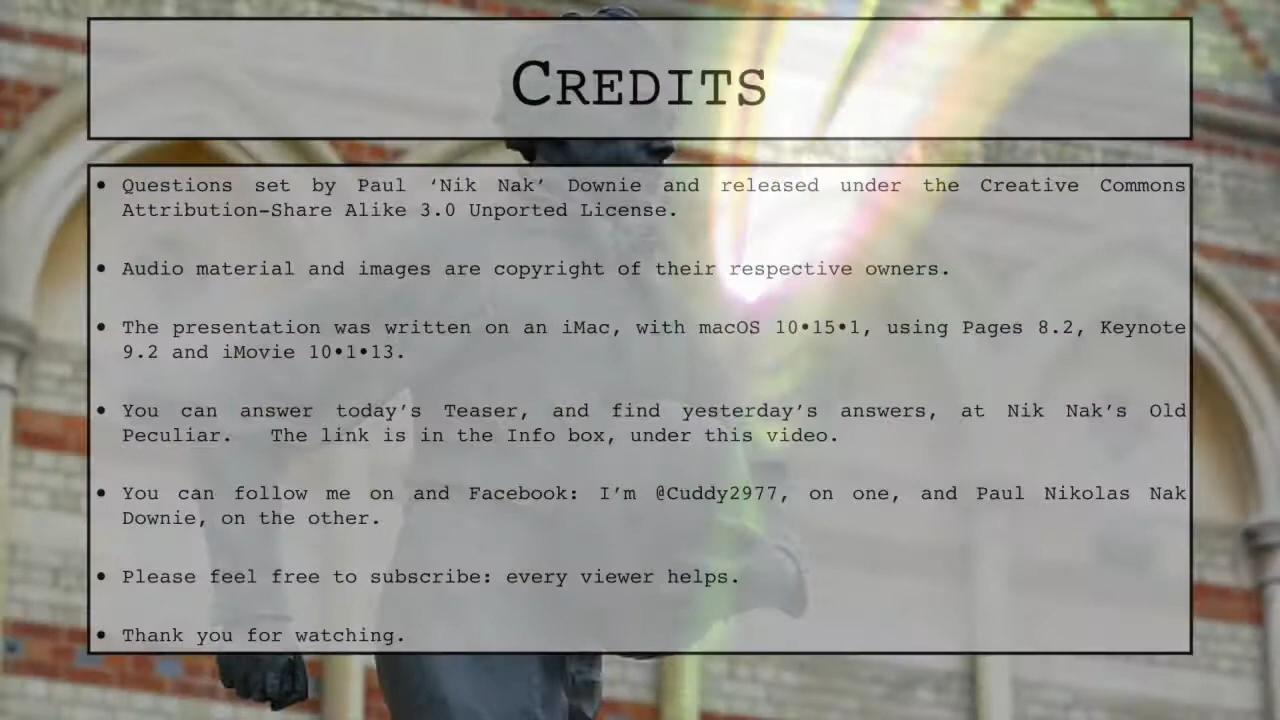 CREDITS
• Questions set by Paul ‘Nik Nak’ Downie and released under the Creative Commons
Attribution-Share Alike 3.0 Unported License.
• Audio material and images are copyright of their respective owners.
• The presentation was written on an iMac, with macOS 10•15•1, using Pages 8.2, Keynote
9.2 and iMovie 10•1•13.
• You can answer today’s Teaser, and find yesterday’s answers, at Nik Nak’s Old
Peculiar. The link is in the Info box, under this video.
• You can follow me on and Facebook: I’m @Cuddy2977, on one, and Paul Nikolas Nak
Downie, on the other.
• Please feel free to subscribe: every viewer helps.
• Thank you for watching.